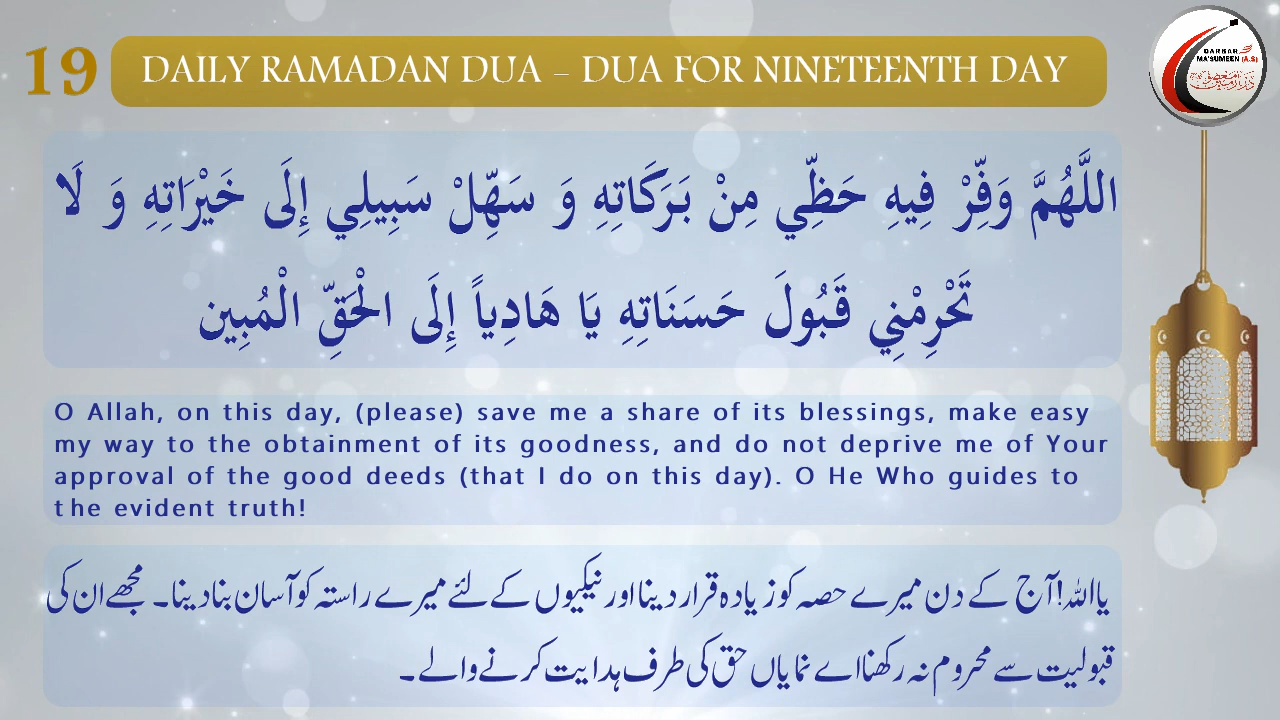 19
DAILY RAMADAN DUA – DUA FOR NINETEENTH DAY
DARBAR
MA'SUMEEN (A.S)
اللَّهُمَّ وَفِّرْ فِيهِ حَظِّي مِنْ بَرَكَاتِهِ وَ سَهِّلْ سَبِيلِي إِلَى خَيْرَاتِهِ وَ لَا
تَحْرِمْنِي قَبُولَ حَسَنَاتِهِ يَا هَادِياً إِلَى الْحَقِّ الْمُبِين
O Allah, on this day, (please) save me a share of its blessings, make easy
my way to the obtainment of its goodness, and do not deprive me of Your
approval of the good deeds (that I do on this day). O He Who guides to
the evident truth!
یااللہ!آج کے دن میرے حصہ کو زیادہ قرار دینا اور نیکیوں کے لئے میرے راستہ کو آسان بنا دینا۔ مجھے ان کی
قبولیت سے محروم نہ رکھنا اے نمایاں حق کی طرف ہدایت کرنے والے۔